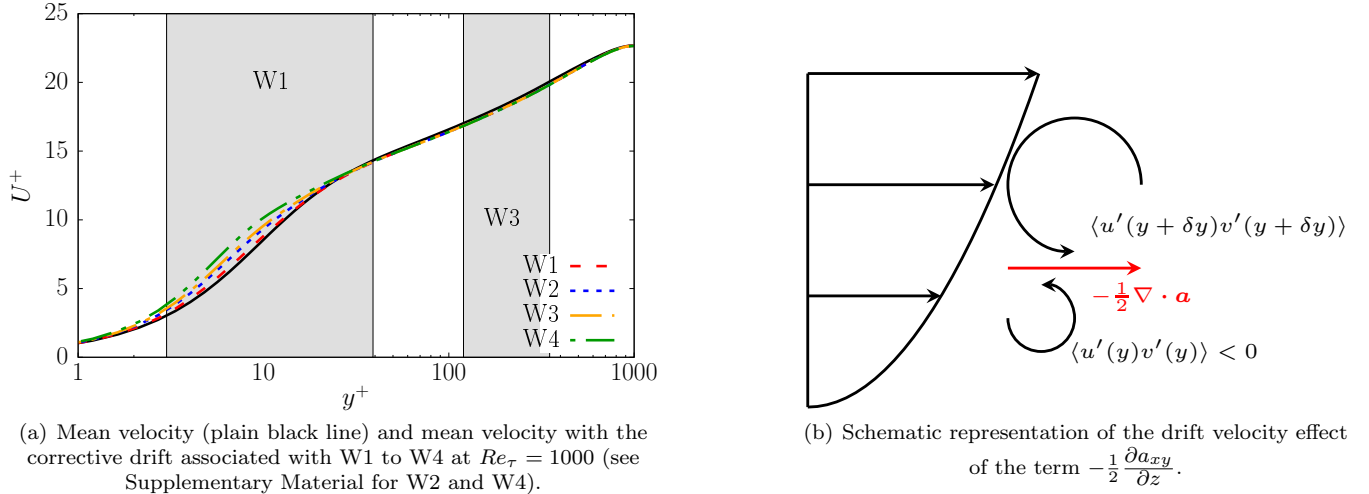 25
20
15
10
5
0
U⁺
W1
W3
W1
W2
W3
W4
1 10 100 1000
y⁺
(a) Mean velocity (plain black line) and mean velocity with the
corrective drift associated with W1 to W4 at Re_τ = 1000 (see
Supplementary Material for W2 and W4).
⟨u′(y + δy)v′(y + δy)⟩
−½∇ · a
⟨u′(y)v′(y)⟩ < 0
(b) Schematic representation of the drift velocity effect
of the term −½ ∂a_xy/∂z.